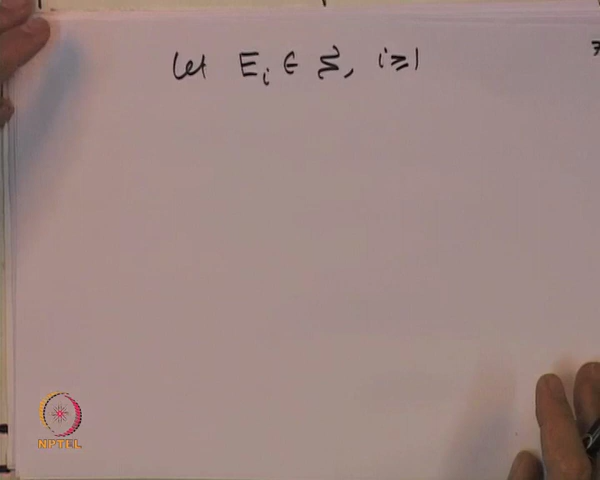 Let E_i ∈ Ξ, i ≥ 1
NPTEL